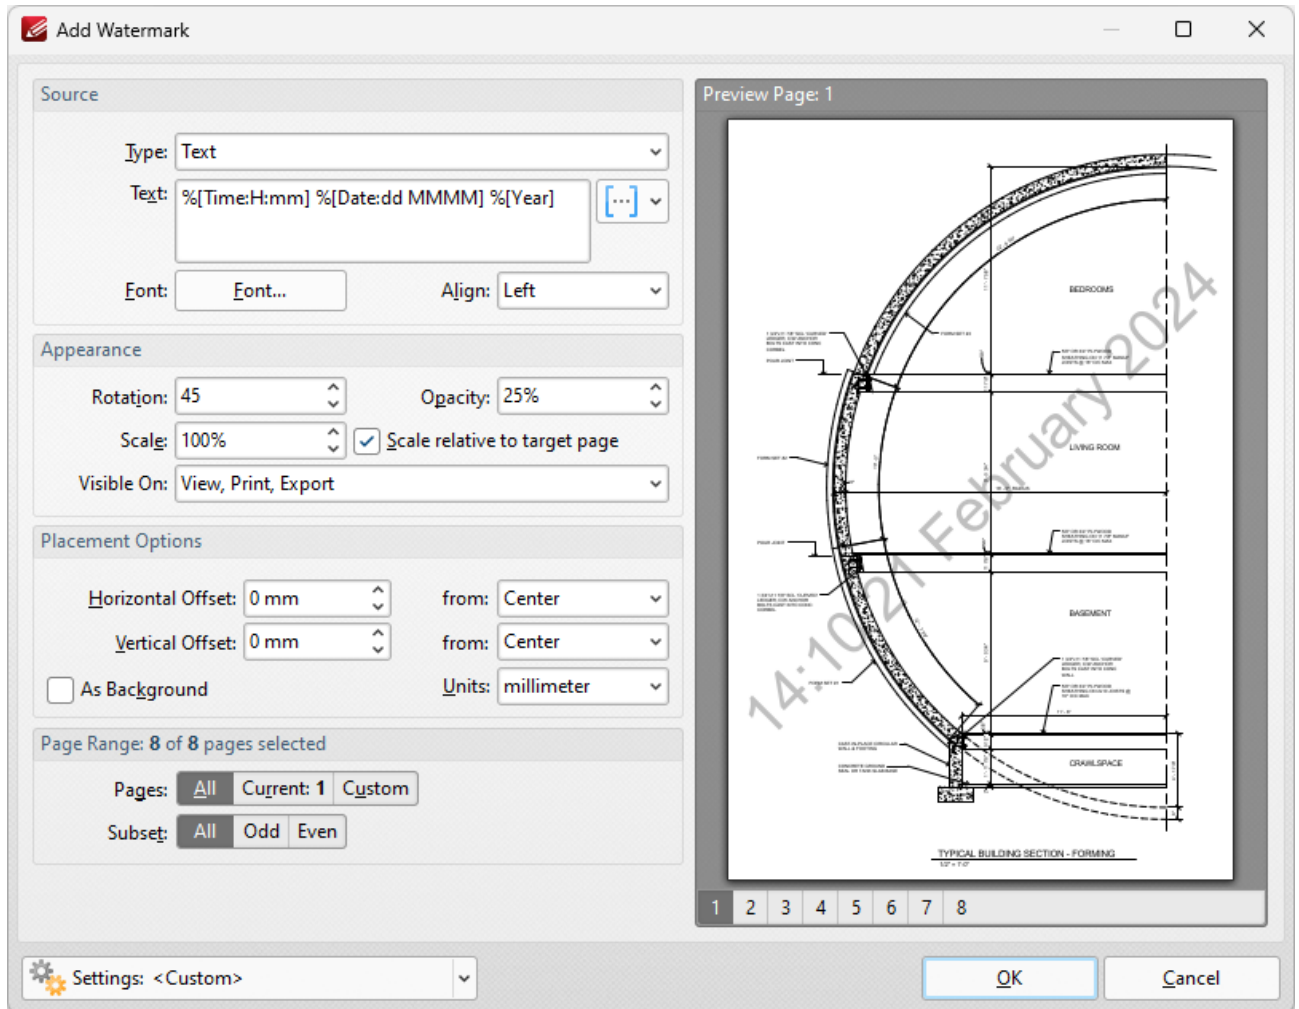 Add Watermark
Source
Type: Text
Text: %[Time:H:mm] %[Date:dd MMMM] %[Year]
Font: Font... Align: Left
Appearance
Rotation: 45 Opacity: 25%
Scale: 100% Scale relative to target page
Visible On: View, Print, Export
Placement Options
Horizontal Offset: 0 mm from: Center
Vertical Offset: 0 mm from: Center
As Background Units: millimeter
Page Range: 8 of 8 pages selected
Pages: All Current: 1 Custom
Subset: All Odd Even
Settings: <Custom>
Preview Page: 1
BEDROOMS
LIVING ROOM
BASEMENT
CRAWLSPACE
14:10 21 February 2024
TYPICAL BUILDING SECTION - FORMING
1/2" = 1'-0"
1 2 3 4 5 6 7 8
OK Cancel